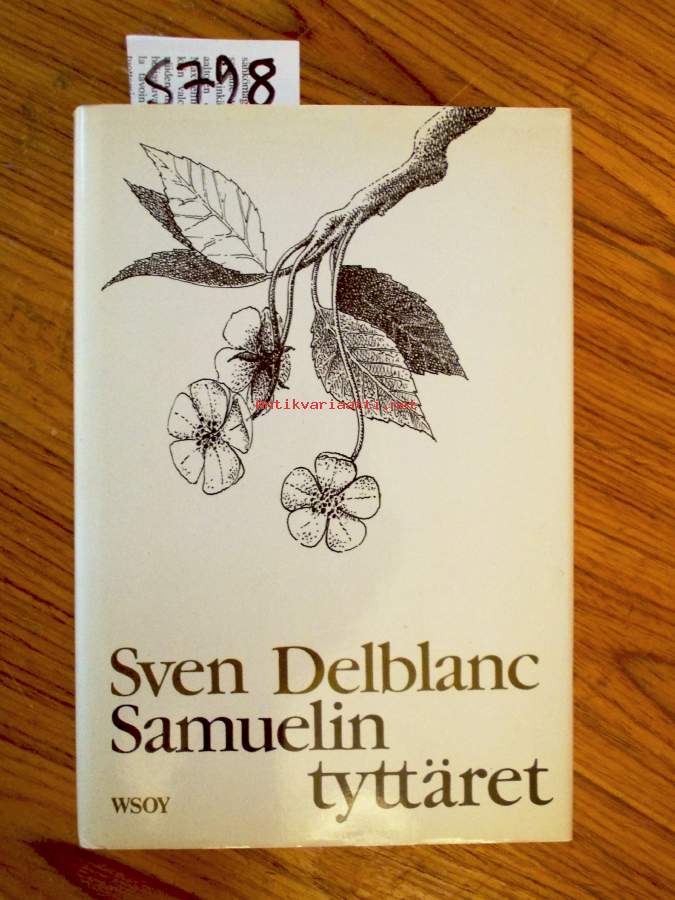 S798
Antikvariaatti.net
Sven Delblanc
Samuelin
tyttäret
WSOY